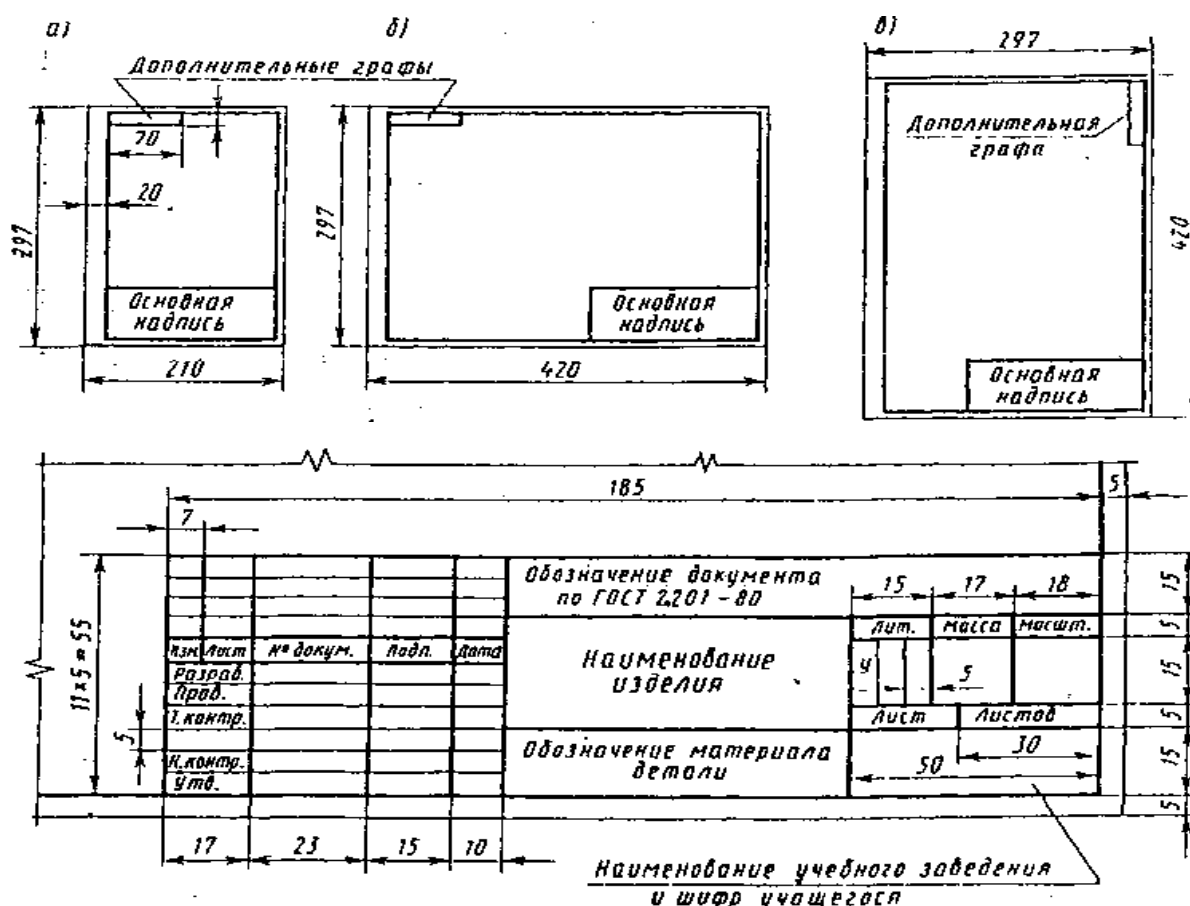 а)
б)
в)
297
Дополнительные графы
Дополнительная
графа
70
20
297
297
420
Основная
надпись
Основная
надпись
Основная
надпись
210
420
185
5
7
Обозначение документа
по ГОСТ 2.201-80
15
17
18
15
Лит.
Масса
Масшт.
5
Изм
Лист
№ докум.
Подп.
Дата
Наименование
изделия
У
5
15
Разраб.
Пров.
Т.контр.
Лист
Листов
5
11×5=55
5
Обозначение материала
детали
30
50
15
Н.контр.
Утв.
5
17
23
15
10
Наименование учебного заведения
и шифр учащегося